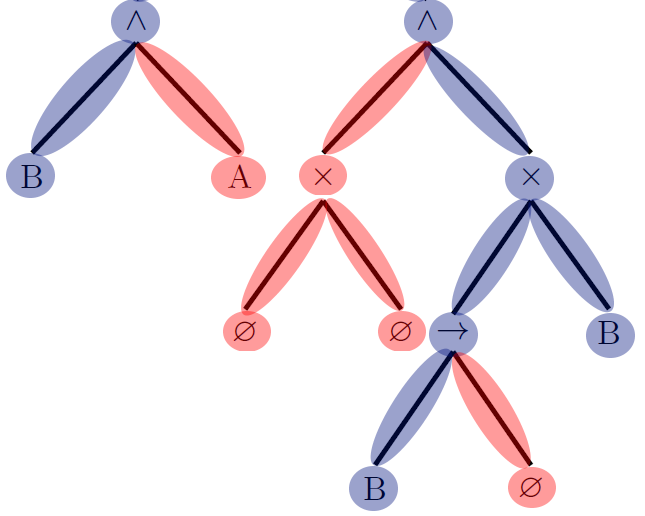 ∧ ∧
B A × ×
∅ ∅ → B
B ∅